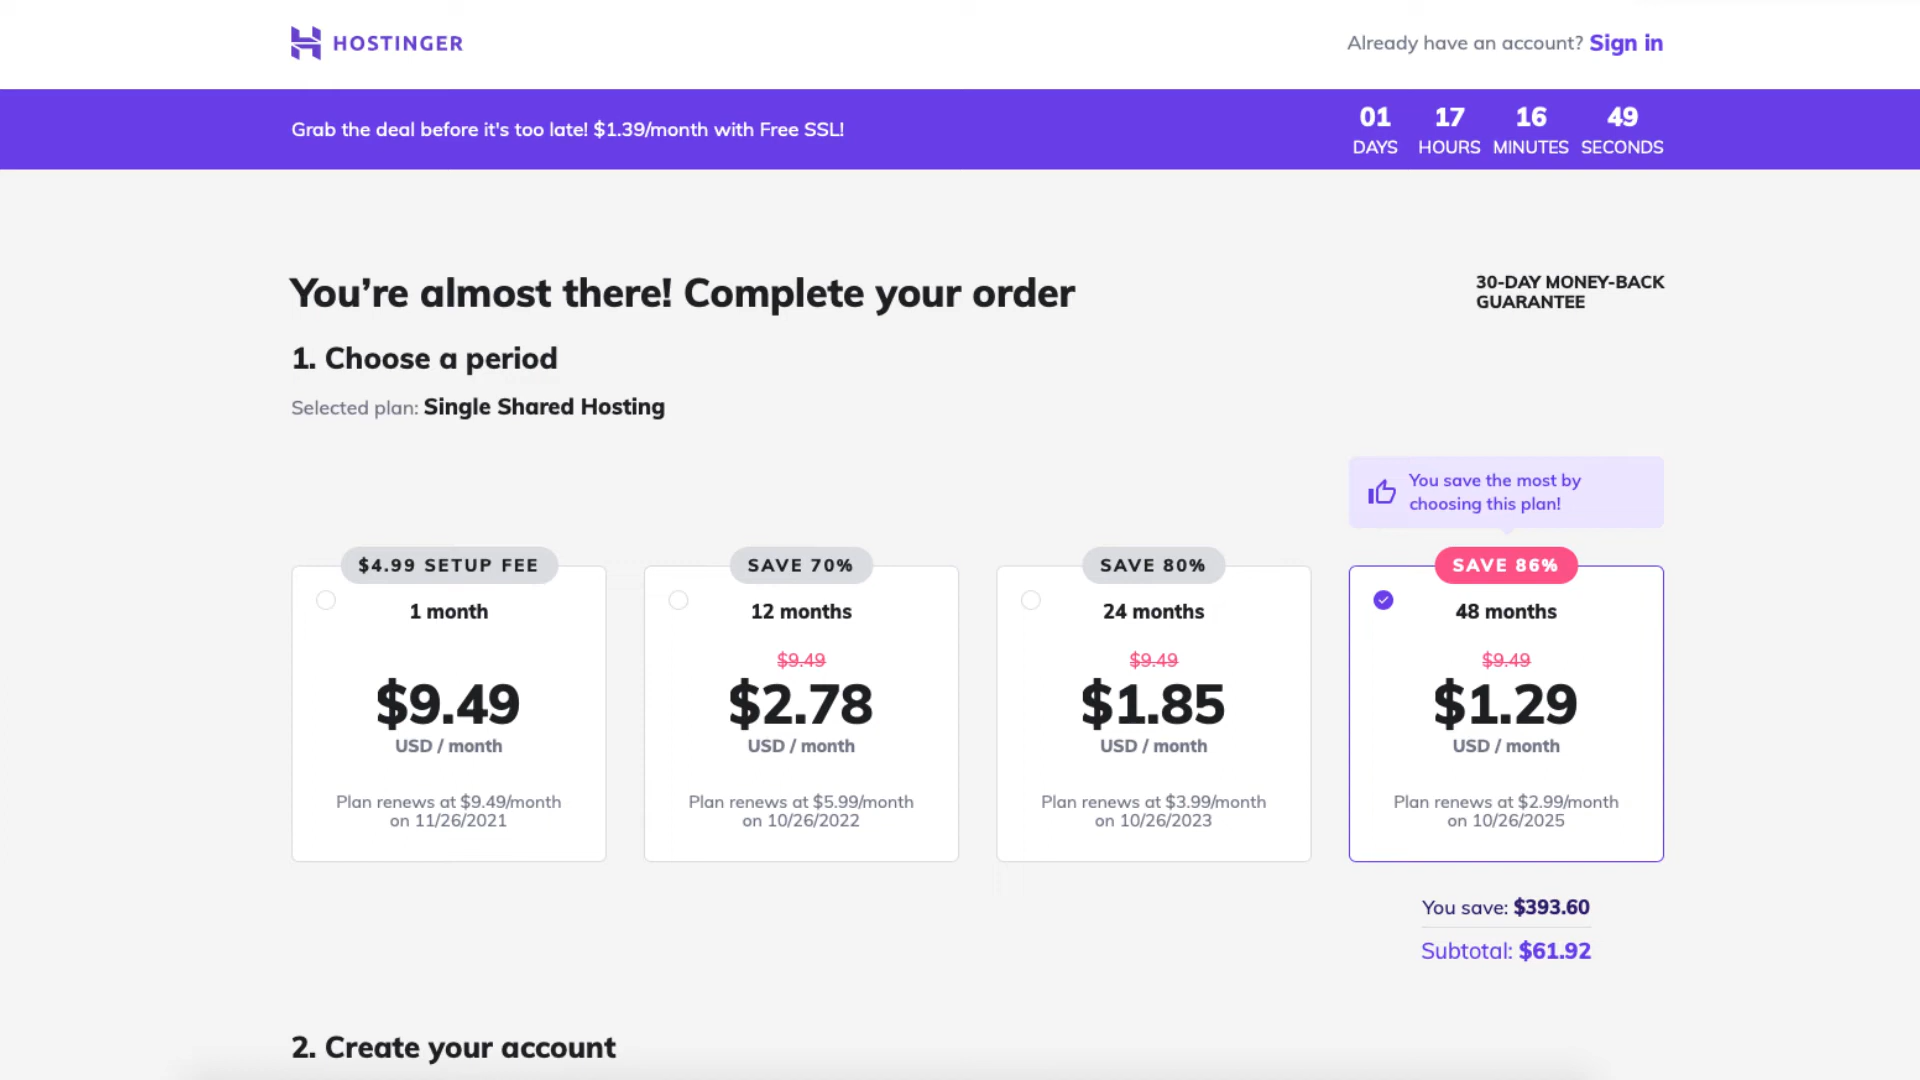 HOSTINGER
Already have an account? Sign in
Grab the deal before it's too late! $1.39/month with Free SSL!
01 17 16 49
DAYS HOURS MINUTES SECONDS
You’re almost there! Complete your order
30-DAY MONEY-BACK
GUARANTEE
1. Choose a period
Selected plan: Single Shared Hosting
You save the most by
choosing this plan!
$4.99 SETUP FEE
1 month
$9.49
USD / month
Plan renews at $9.49/month
on 11/26/2021
SAVE 70%
12 months
$9.49
$2.78
USD / month
Plan renews at $5.99/month
on 10/26/2022
SAVE 80%
24 months
$9.49
$1.85
USD / month
Plan renews at $3.99/month
on 10/26/2023
SAVE 86%
48 months
$9.49
$1.29
USD / month
Plan renews at $2.99/month
on 10/26/2025
You save: $393.60
Subtotal: $61.92
2. Create your account